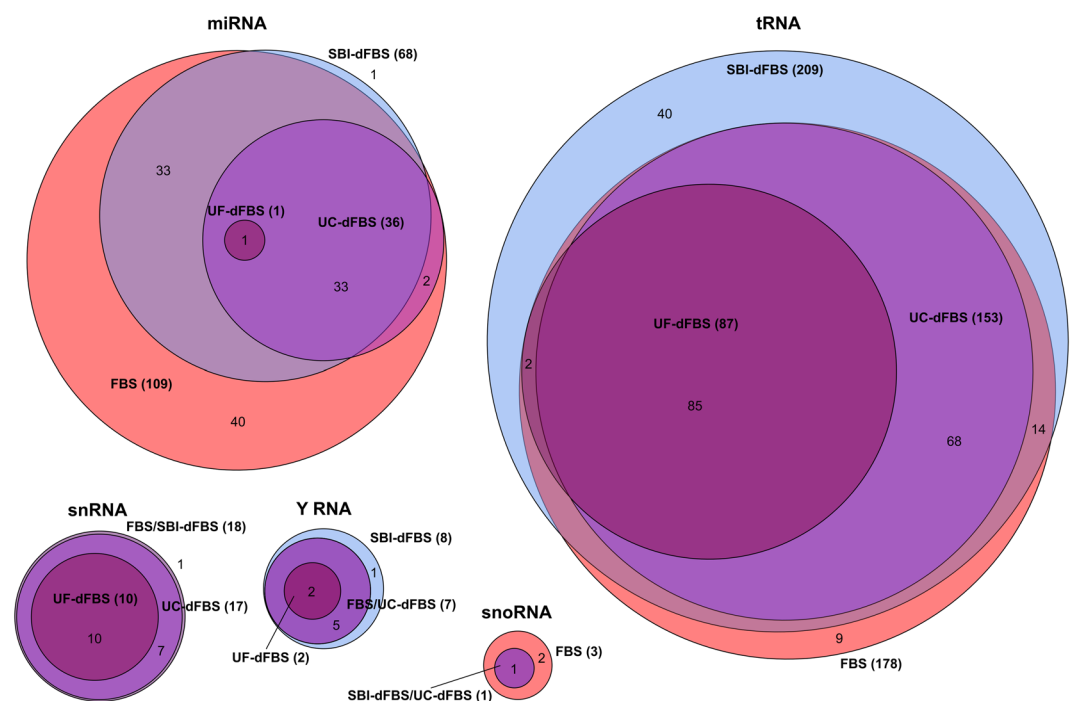 miRNA
SBI-dFBS (68)
1
33
UF-dFBS (1)
1
UC-dFBS (36)
33
2
FBS (109)
40
tRNA
SBI-dFBS (209)
40
UF-dFBS (87)
UC-dFBS (153)
2
85
68
14
9
FBS (178)
snRNA
FBS/SBI-dFBS (18)
1
UF-dFBS (10)
UC-dFBS (17)
10
7
Y RNA
SBI-dFBS (8)
1
2
FBS/UC-dFBS (7)
5
UF-dFBS (2)
snoRNA
FBS (3)
2
1
SBI-dFBS/UC-dFBS (1)